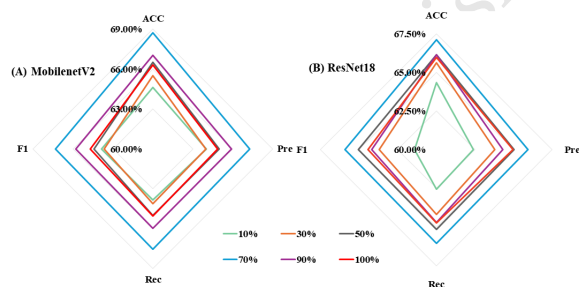 ACC
69.00%
66.00%
63.00%
60.00%
(A) MobilenetV2
F1
Pre
Rec
ACC
67.50%
65.00%
62.50%
60.00%
(B) ResNet18
F1
Pre
Rec
10% 30% 50%
70% 90% 100%